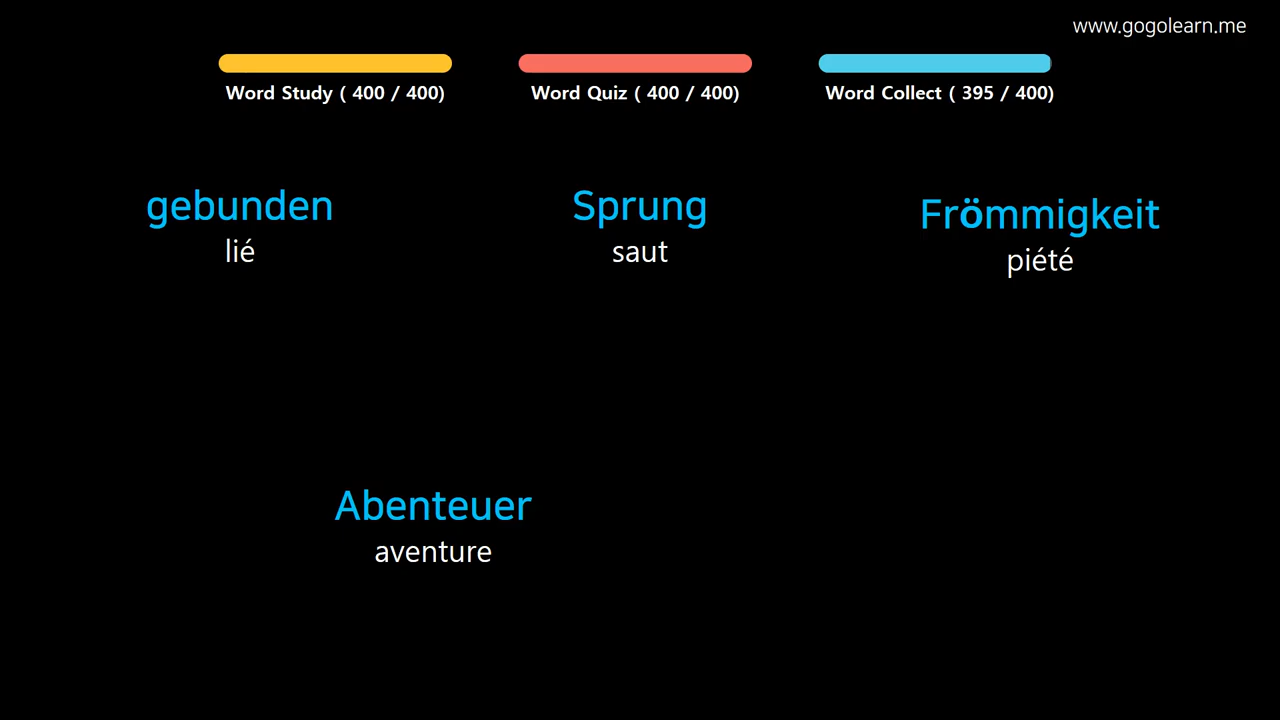 www.gogolearn.me
Word Study ( 400 / 400)
Word Quiz ( 400 / 400)
Word Collect ( 395 / 400)
gebunden
lié
Sprung
saut
Frömmigkeit
piété
Abenteuer
aventure